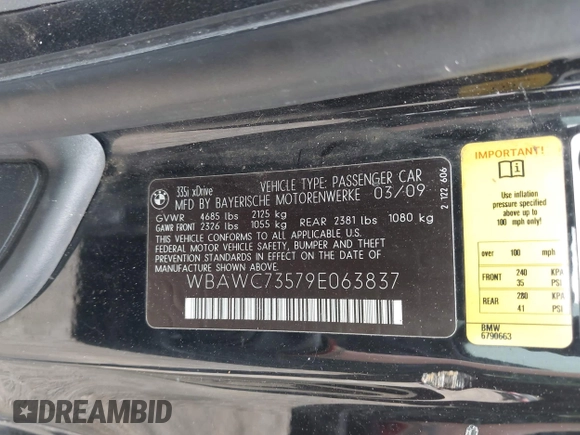 335i xDrive VEHICLE TYPE: PASSENGER CAR
MFD BY BAYERISCHE MOTORENWERKE 03/09
GVWR 4685 lbs 2125 kg
GAWR FRONT 2326 lbs 1055 kg REAR 2381 lbs 1080 kg
THIS VEHICLE CONFORMS TO ALL APPLICABLE U.S.
FEDERAL MOTOR VEHICLE SAFETY, BUMPER AND THEFT
PREVENTION STANDARDS IN EFFECT ON THE DATE OF
MANUFACTURE SHOWN ABOVE.
WBAWC73579E063837
2 122 606
IMPORTANT!
Use inflation
pressure specified
above for
speeds up to
100 mph only!
over 100 mph
FRONT 240 KPA
35 PSI
REAR 280 KPA
41 PSI
BMW
6790663
DREAMBID